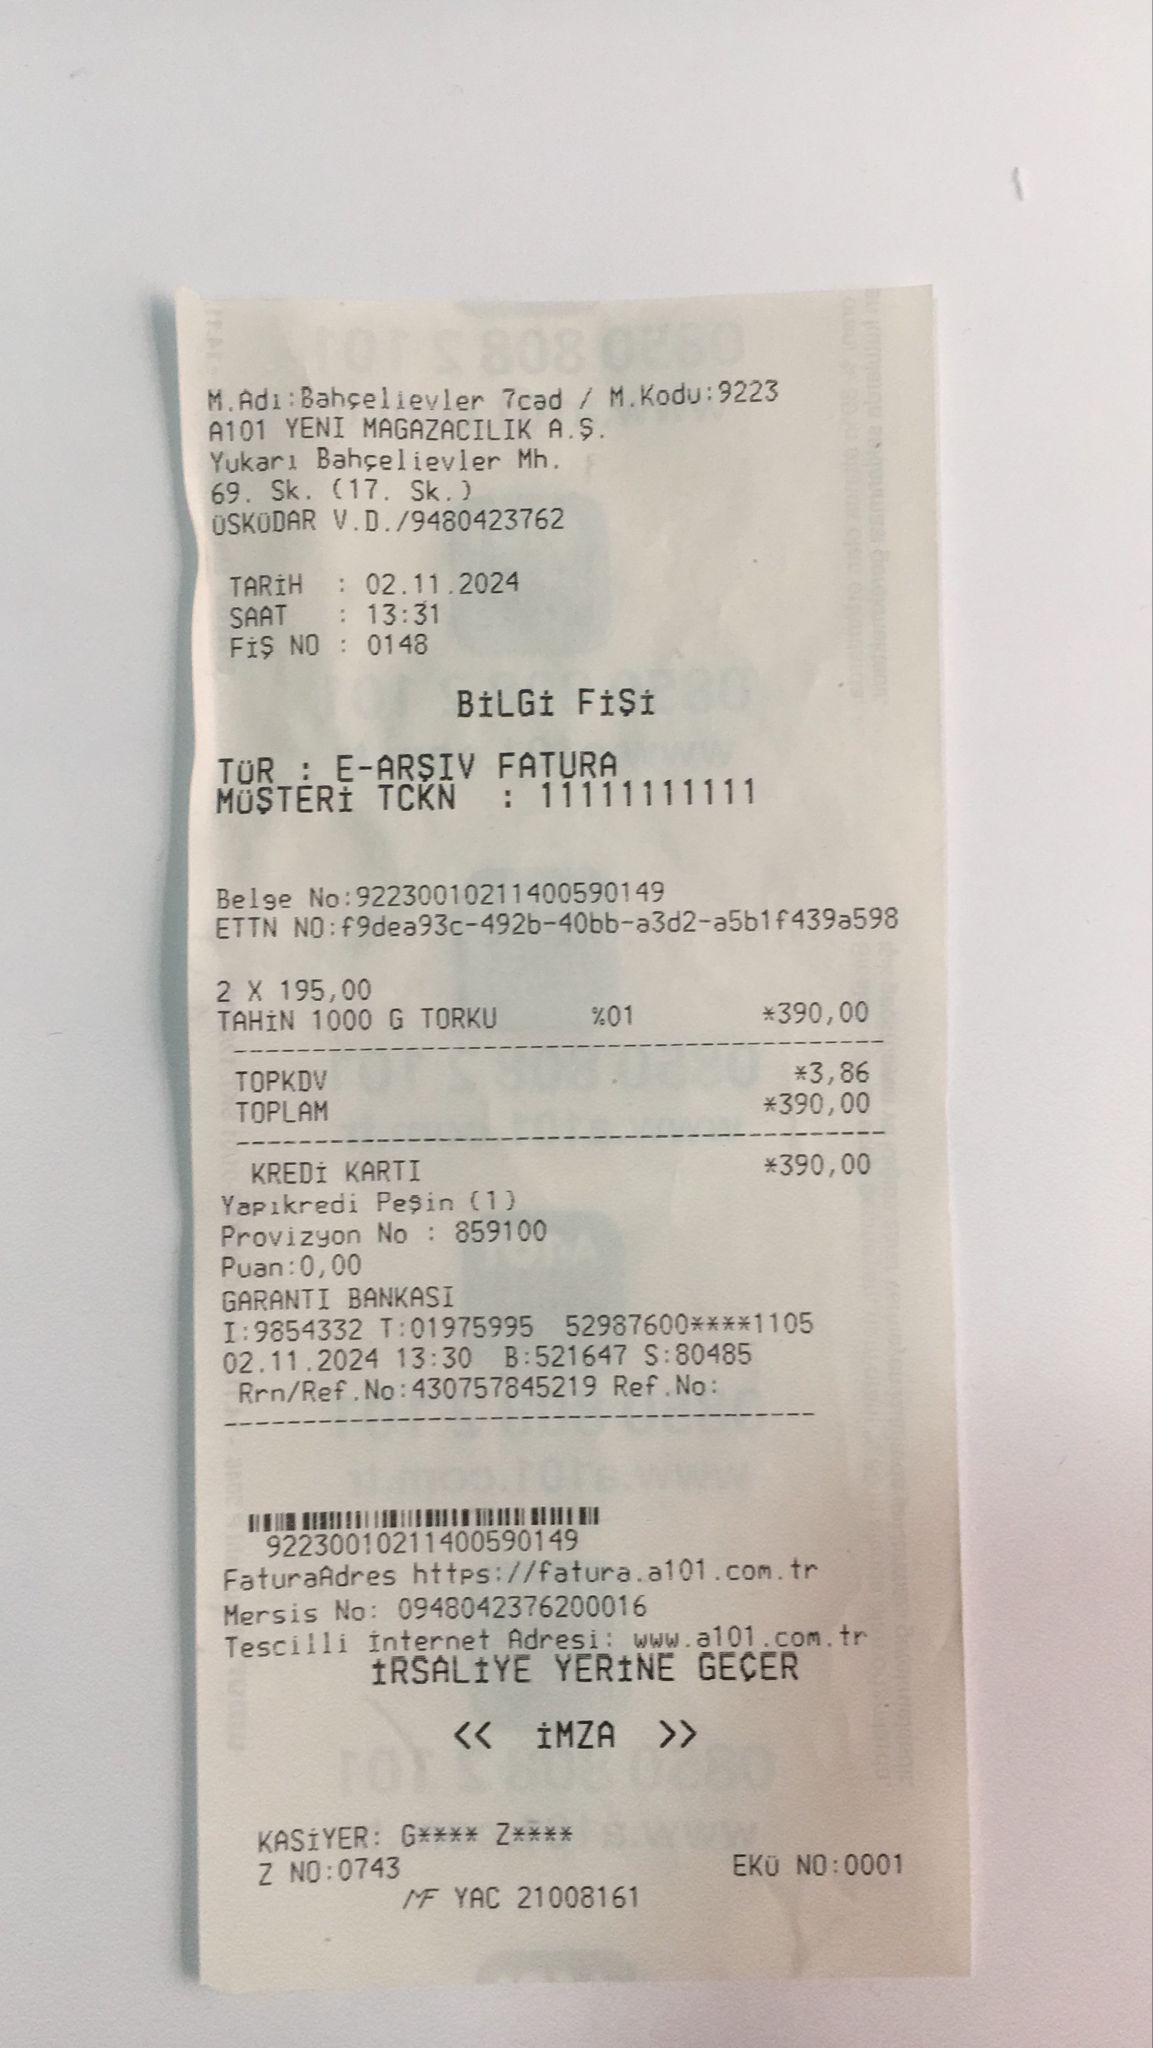 M.Adı:Bahçelievler 7cad / M.Kodu:9223
A101 YENI MAGAZACILIK A.Ş.
Yukarı Bahçelievler Mh.
69. Sk. (17. Sk.)
ÜSKÜDAR V.D./9480423762
TARİH : 02.11.2024
SAAT : 13:31
FİŞ NO : 0148
BİLGİ FİŞİ
TÜR : E-ARŞIV FATURA
MÜŞTERİ TCKN : 11111111111
Belge No:92230010211400590149
ETTN NO:f9dea93c-492b-40bb-a3d2-a5b1f439a598
2 X 195,00
TAHİN 1000 G TORKU %01 *390,00
TOPKDV *3,86
TOPLAM *390,00
KREDİ KARTI *390,00
Yapıkredi Peşin (1)
Provizyon No : 859100
Puan:0,00
GARANTI BANKASI
I:9854332 T:01975995 52987600****1105
02.11.2024 13:30 B:521647 S:80485
Rrn/Ref.No:430757845219 Ref.No:
92230010211400590149
FaturaAdres https://fatura.a101.com.tr
Mersis No: 0948042376200016
Tescilli İnternet Adresi: www.a101.com.tr
İRSALİYE YERİNE GEÇER
<< İMZA >>
KASİYER: G**** Z****
Z NO:0743 EKÜ NO:0001
MF YAC 21008161